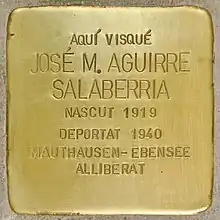 AQUÍ VISQUÉ
JOSÉ M. AGUIRRE
SALABERRIA
NASCUT 1919
DEPORTAT 1940
MAUTHAUSEN-EBENSEE
ALLIBERAT